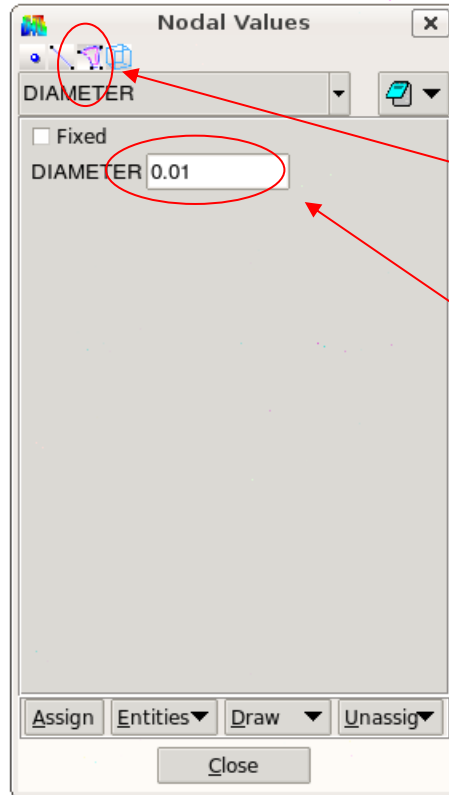 Nodal Values
DIAMETER
Fixed
DIAMETER 0.01
Assign Entities Draw Unassig
Close